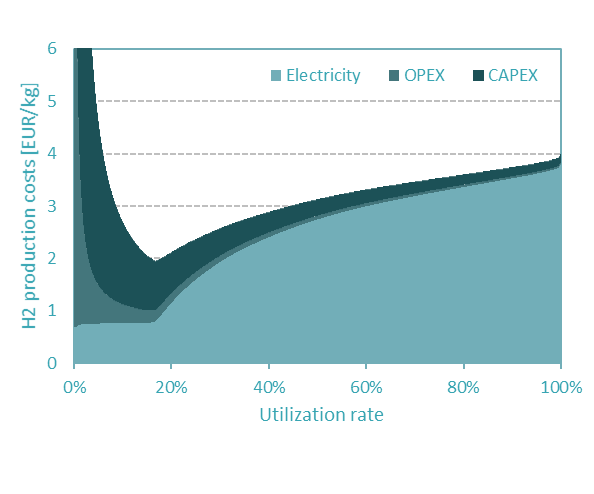 H2 production costs [EUR/kg]
6
5
4
3
2
1
0
Electricity OPEX CAPEX
0% 20% 40% 60% 80% 100%
Utilization rate